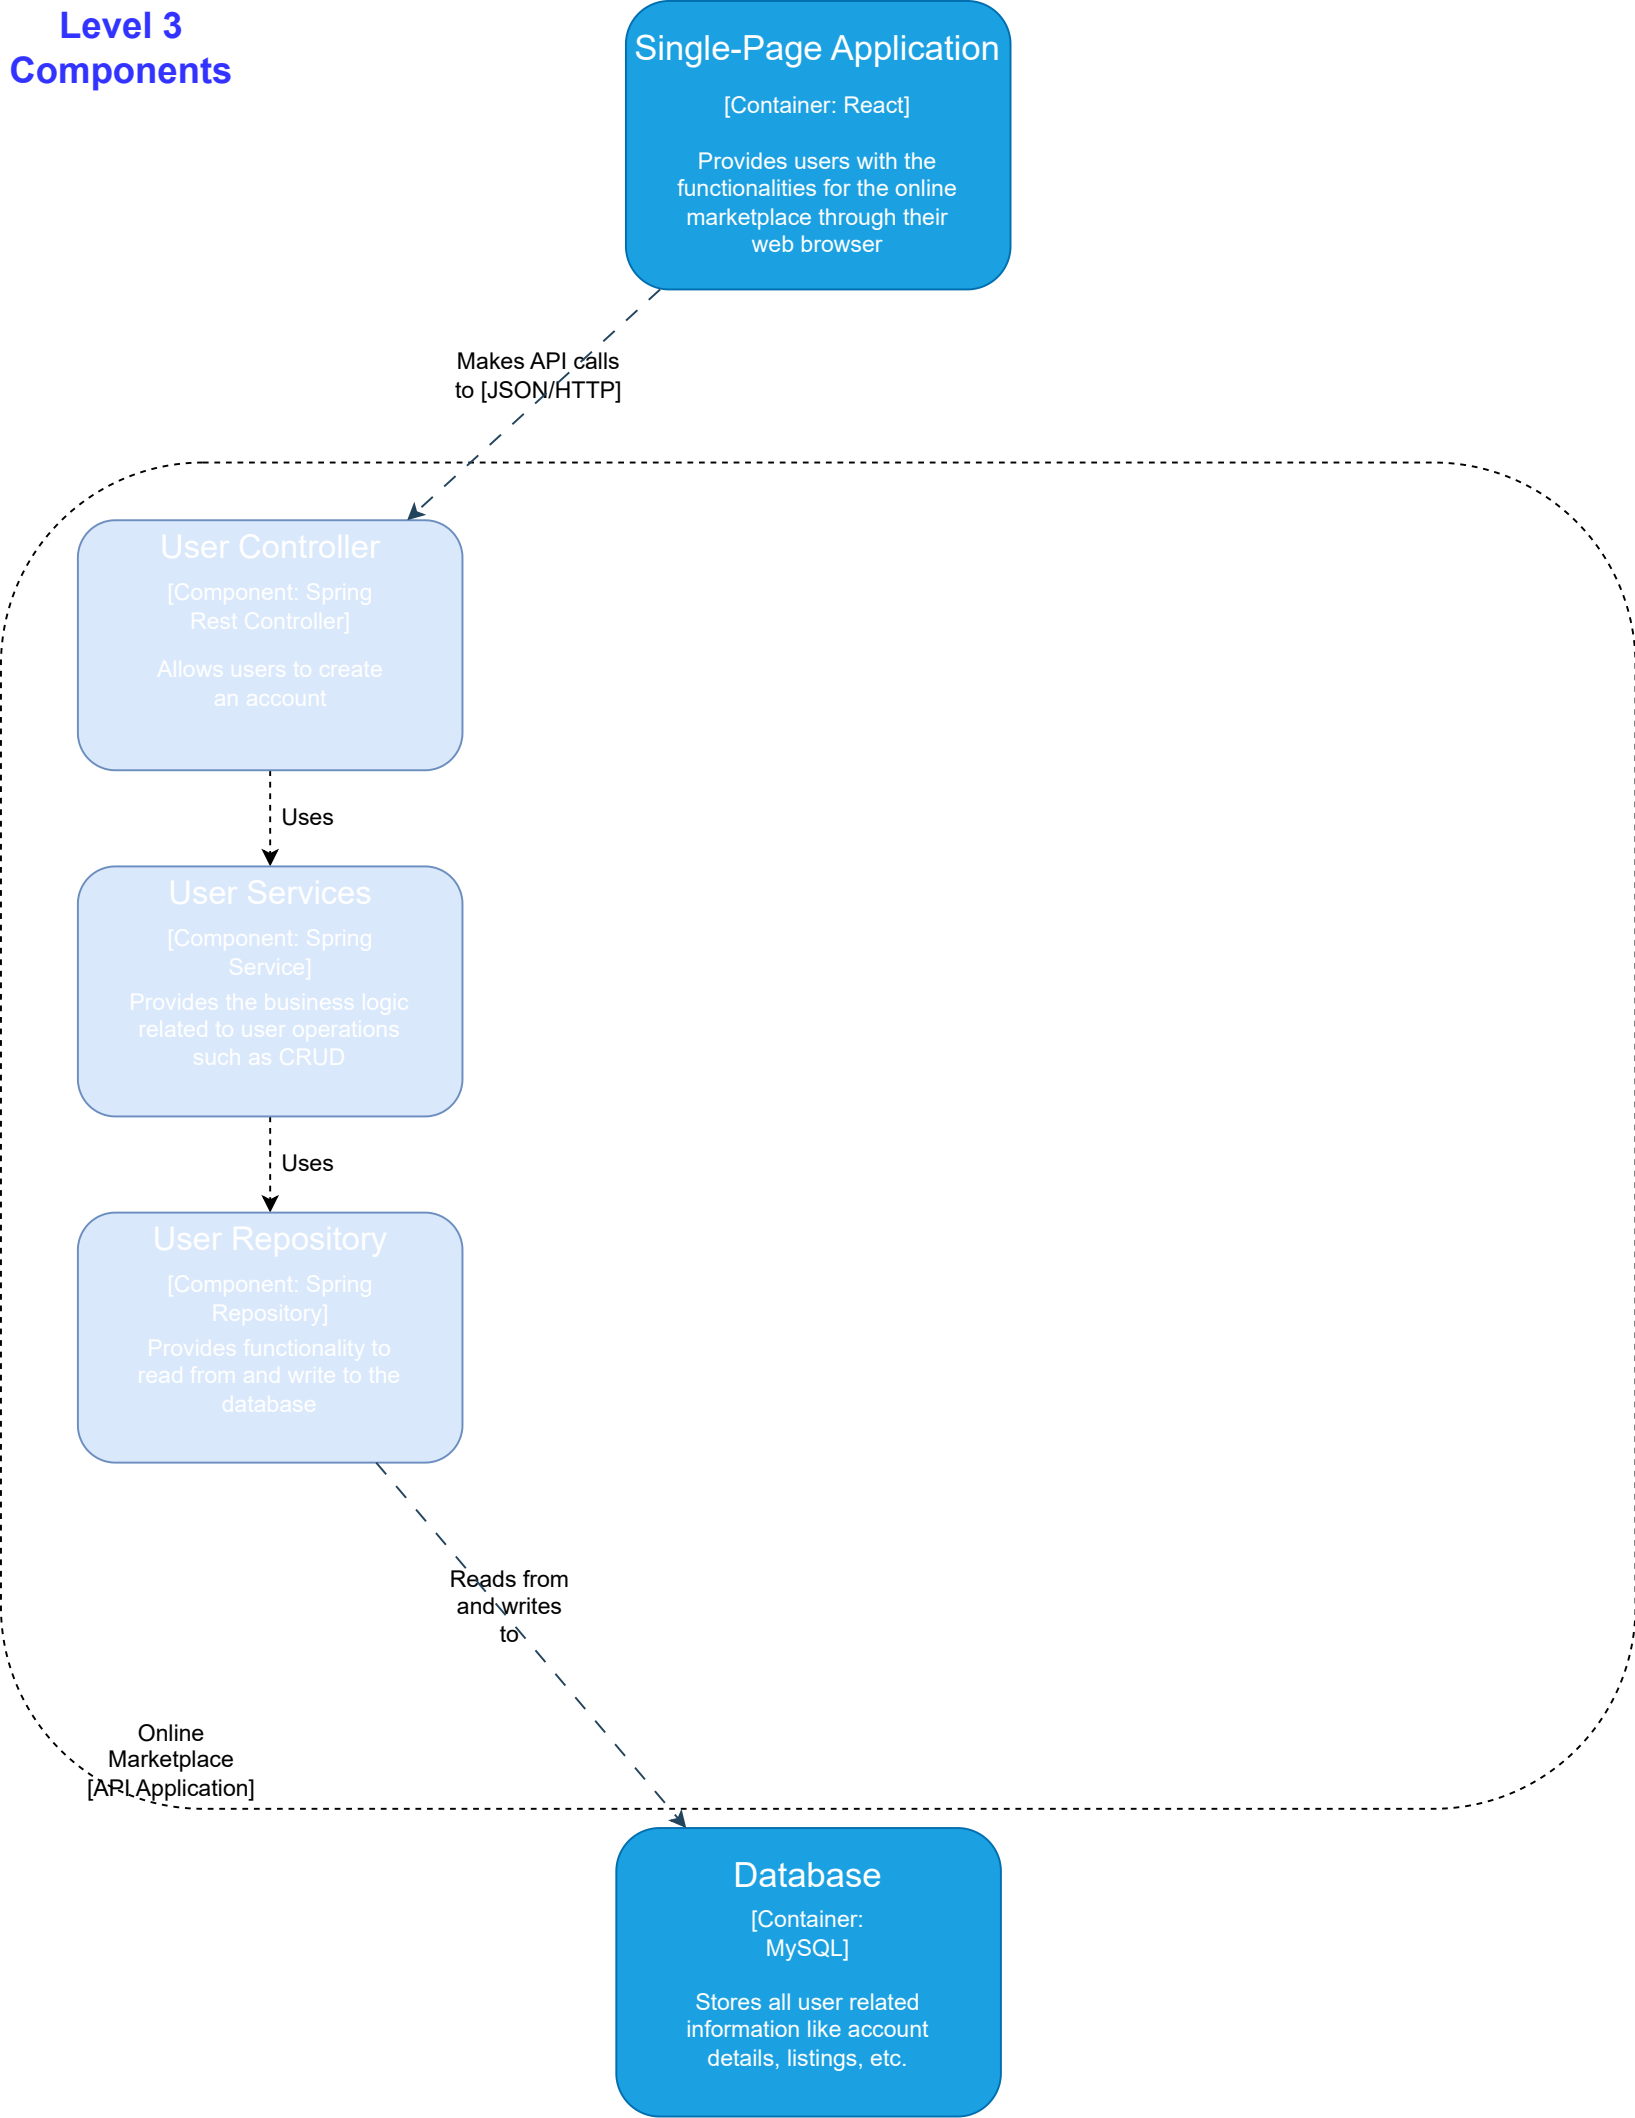 Level 3
Components
Single-Page Application
[Container: React]
Provides users with the
functionalities for the online
marketplace through their
web browser
Makes API calls
to [JSON/HTTP]
User Controller
[Component: Spring
Rest Controller]
Allows users to create
an account
Uses
User Services
[Component: Spring
Service]
Provides the business logic
related to user operations
such as CRUD
Uses
User Repository
[Component: Spring
Repository]
Provides functionality to
read from and write to the
database
Reads from
and writes
to
Online
Marketplace
[API Application]
Database
[Container:
MySQL]
Stores all user related
information like account
details, listings, etc.